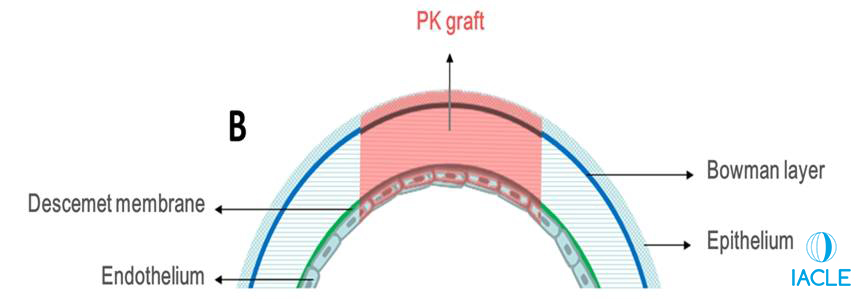 PK graft
B
Bowman layer
Descemet membrane
Epithelium
Endothelium
IACLE